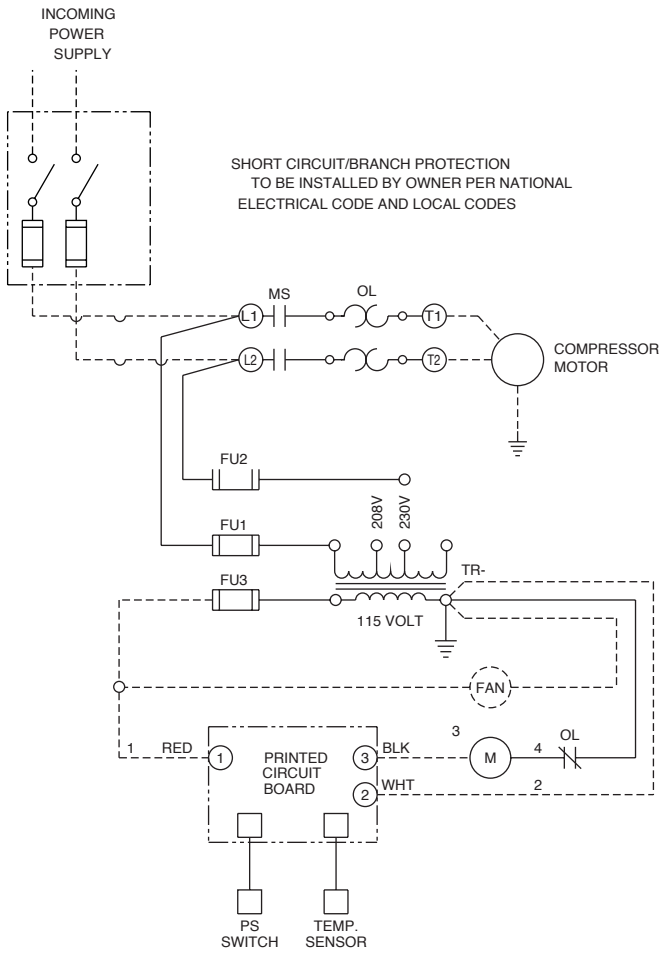 INCOMING
POWER
SUPPLY
SHORT CIRCUIT/BRANCH PROTECTION
TO BE INSTALLED BY OWNER PER NATIONAL
ELECTRICAL CODE AND LOCAL CODES
MS
OL
L1
T1
L2
T2
COMPRESSOR
MOTOR
FU2
208V
230V
FU1
TR-
FU3
115 VOLT
FAN
1
RED
1
PRINTED
CIRCUIT
BOARD
3
BLK
3
M
4
OL
2
WHT
2
PS
SWITCH
TEMP.
SENSOR